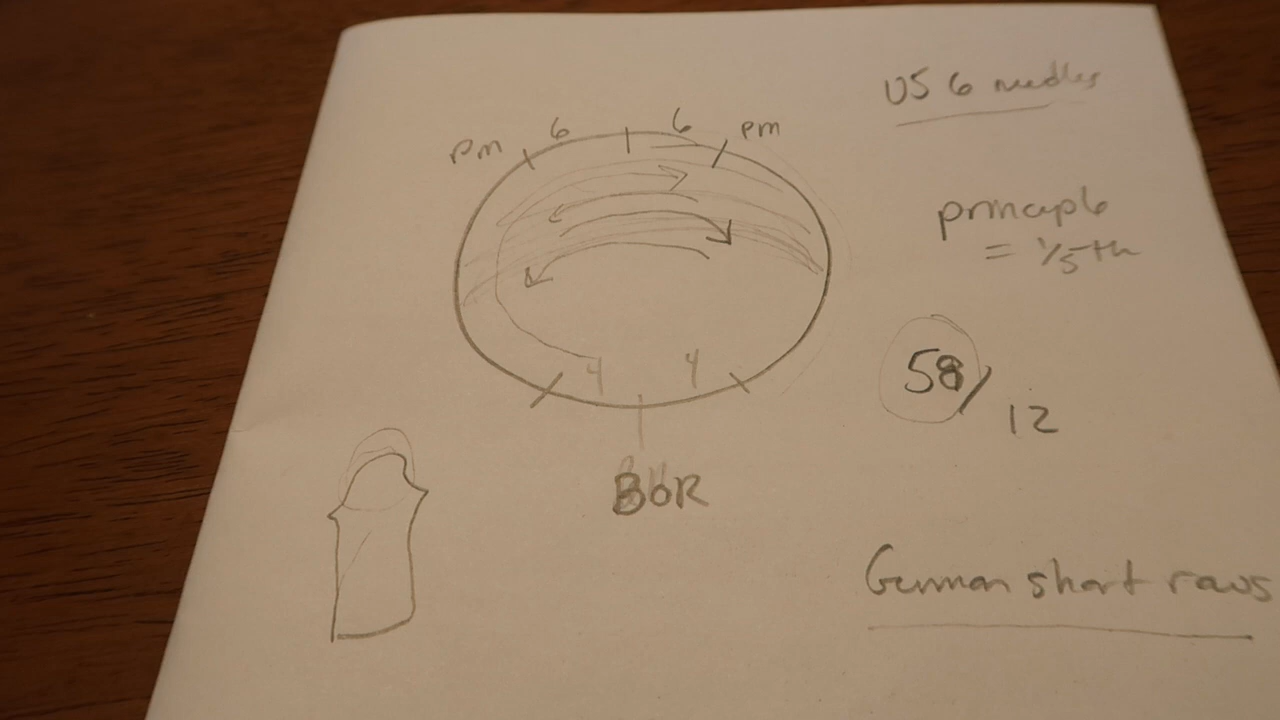 US 6 needles
pm 6 6 pm
principle
= 1/5th
58/12
4 4
BOR
German short rows